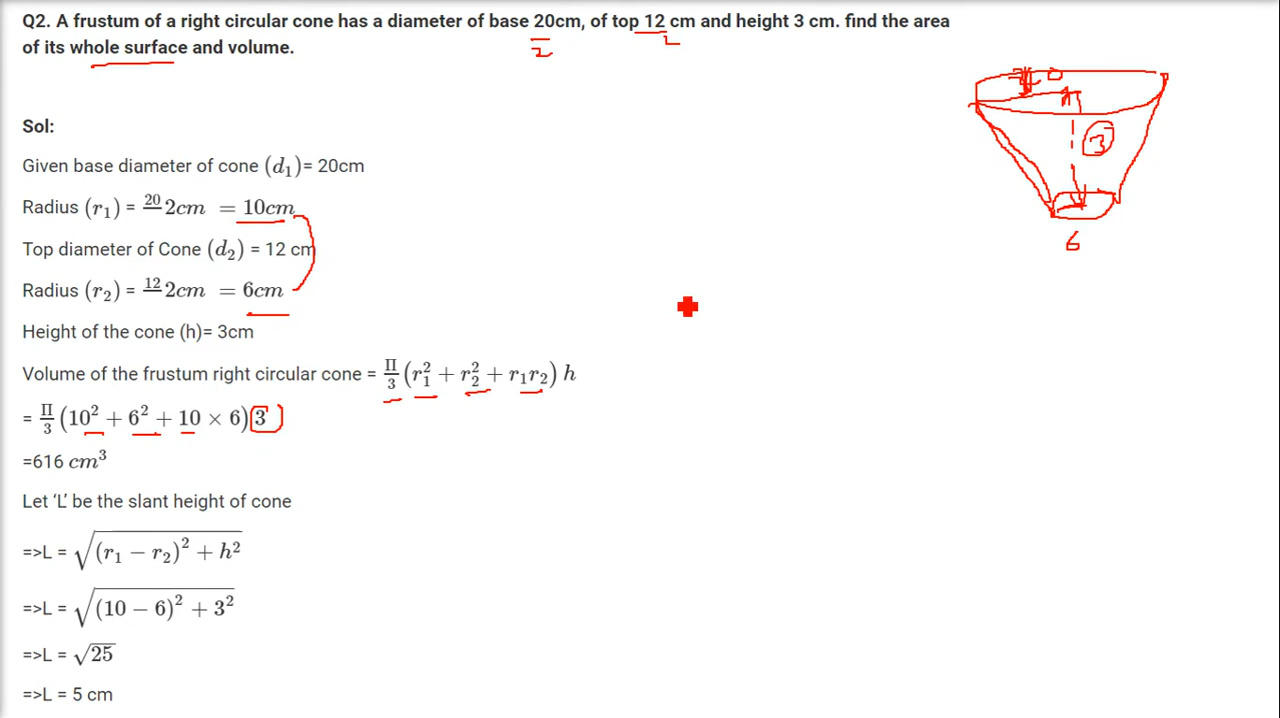 Q2. A frustum of a right circular cone has a diameter of base 20cm, of top 12 cm and height 3 cm. find the area
of its whole surface and volume.
2
2
3
6
Sol:
Given base diameter of cone (d₁)= 20cm
Radius (r₁) = 20/ 2cm = 10cm
Top diameter of Cone (d₂) = 12 cm
Radius (r₂) = 12/ 2cm = 6cm
Height of the cone (h)= 3cm
Volume of the frustum right circular cone = Π/3 (r₁² + r₂² + r₁r₂) h
= Π/3 (10² + 6² + 10 × 6)3
=616 cm³
Let ‘L’ be the slant height of cone
=>L = √((r₁ − r₂)² + h²)
=>L = √((10 − 6)² + 3²)
=>L = √25
=>L = 5 cm